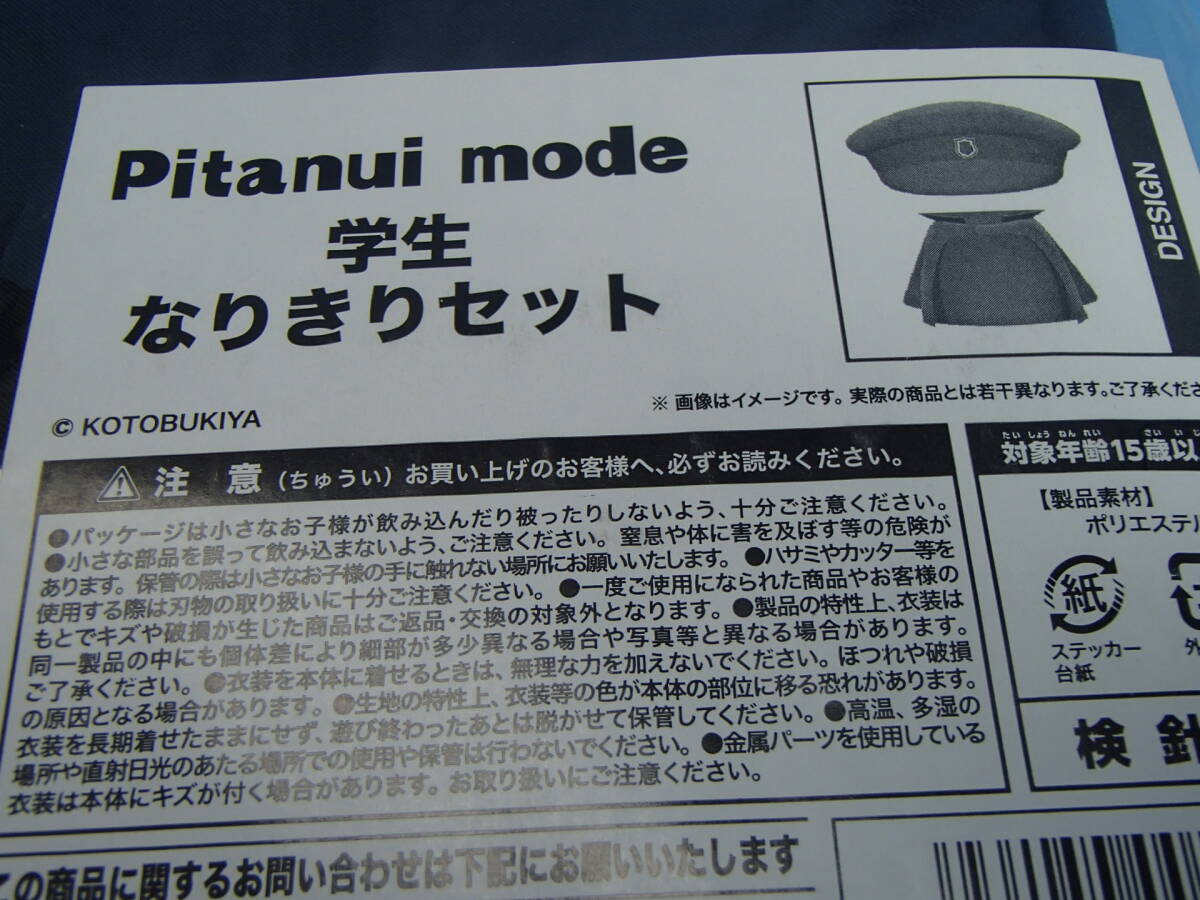 Pitanui mode
学生
なりきりセット
DESIGN
© KOTOBUKIYA
※ 画像はイメージです。実際の商品とは若干異なります。ご了承くださ
注 意 (ちゅうい) お買い上げのお客様へ、必ずお読みください。
●パッケージは小さなお子様が飲み込んだり被ったりしないよう、十分ご注意ください。
●小さな部品を誤って飲み込まないよう、ご注意ください。窒息や体に害を及ぼす等の危険が
あります。保管の際は小さなお子様の手に触れない場所にお願いいたします。●ハサミやカッター等を
使用する際は刃物の取り扱いに十分ご注意ください。●一度ご使用になられた商品やお客様の
もとでキズや破損が生じた商品はご返品・交換の対象外となります。●製品の特性上、衣装は
同一製品の中にも個体差により細部が多少異なる場合や写真等と異なる場合があります。
ご了承ください。●衣装を本体に着せるときは、無理な力を加えないでください。ほつれや破損
の原因となる場合があります。●生地の特性上、衣装等の色が本体の部位に移る恐れがあります。
衣装を長期着せたままにせず、遊び終わったあとは脱がせて保管してください。●高温、多湿の
場所や直射日光のあたる場所での使用や保管は行わないでください。●金属パーツを使用している
衣装は本体にキズが付く場合があります。お取り扱いにご注意ください。
たいしょうねんれい さいい
対象年齢15歳以
【製品素材】
ポリエステ
紙
ステッカー
台紙
外
検 針
この商品に関するお問い合わせは下記にお願いいたします